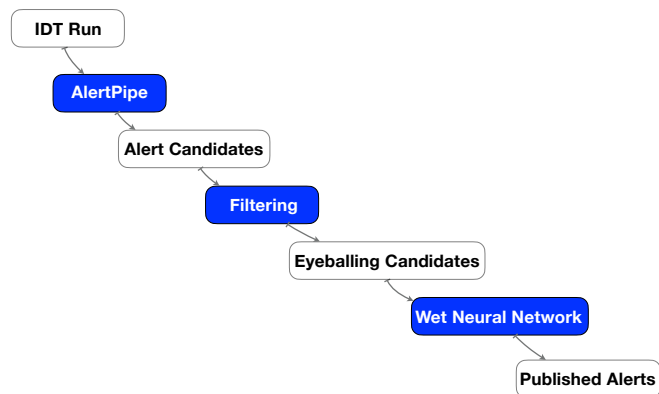 IDT Run
AlertPipe
Alert Candidates
Filtering
Eyeballing Candidates
Wet Neural Network
Published Alerts